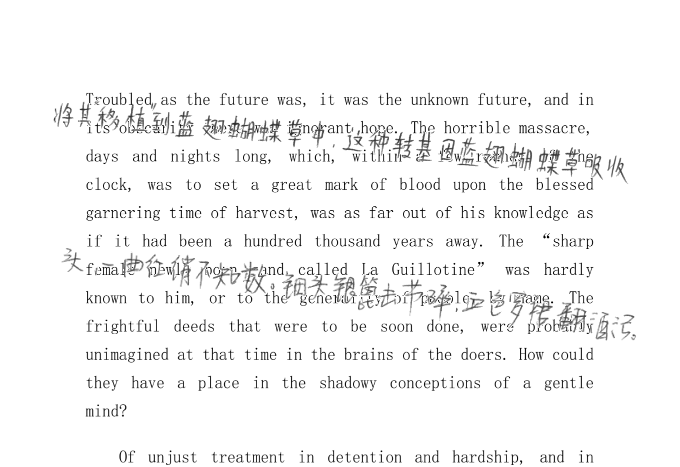 Troubled as the future was, it was the unknown future, and in
将其“移植”到蓝翅蝴蝶草中,这种转基因蓝翅蝴蝶草吸收
its ignorant hope. The horrible massacre,
days and nights long, which, within a few the
clock, was to set a great mark of blood upon the blessed
garnering time of harvest, was as far out of his knowledge as
if it had been a hundred thousand years away. The “sharp
头,一曲红绡不知数。钿头银篦击节碎,血色罗裙翻酒污。
female newly born, and called La Guillotine” was hardly
known to him, or to the generality of people, by name. The
frightful deeds that were to be soon done, were probably
unimagined at that time in the brains of the doers. How could
they have a place in the shadowy conceptions of a gentle
mind?
Of unjust treatment in detention and hardship, and in